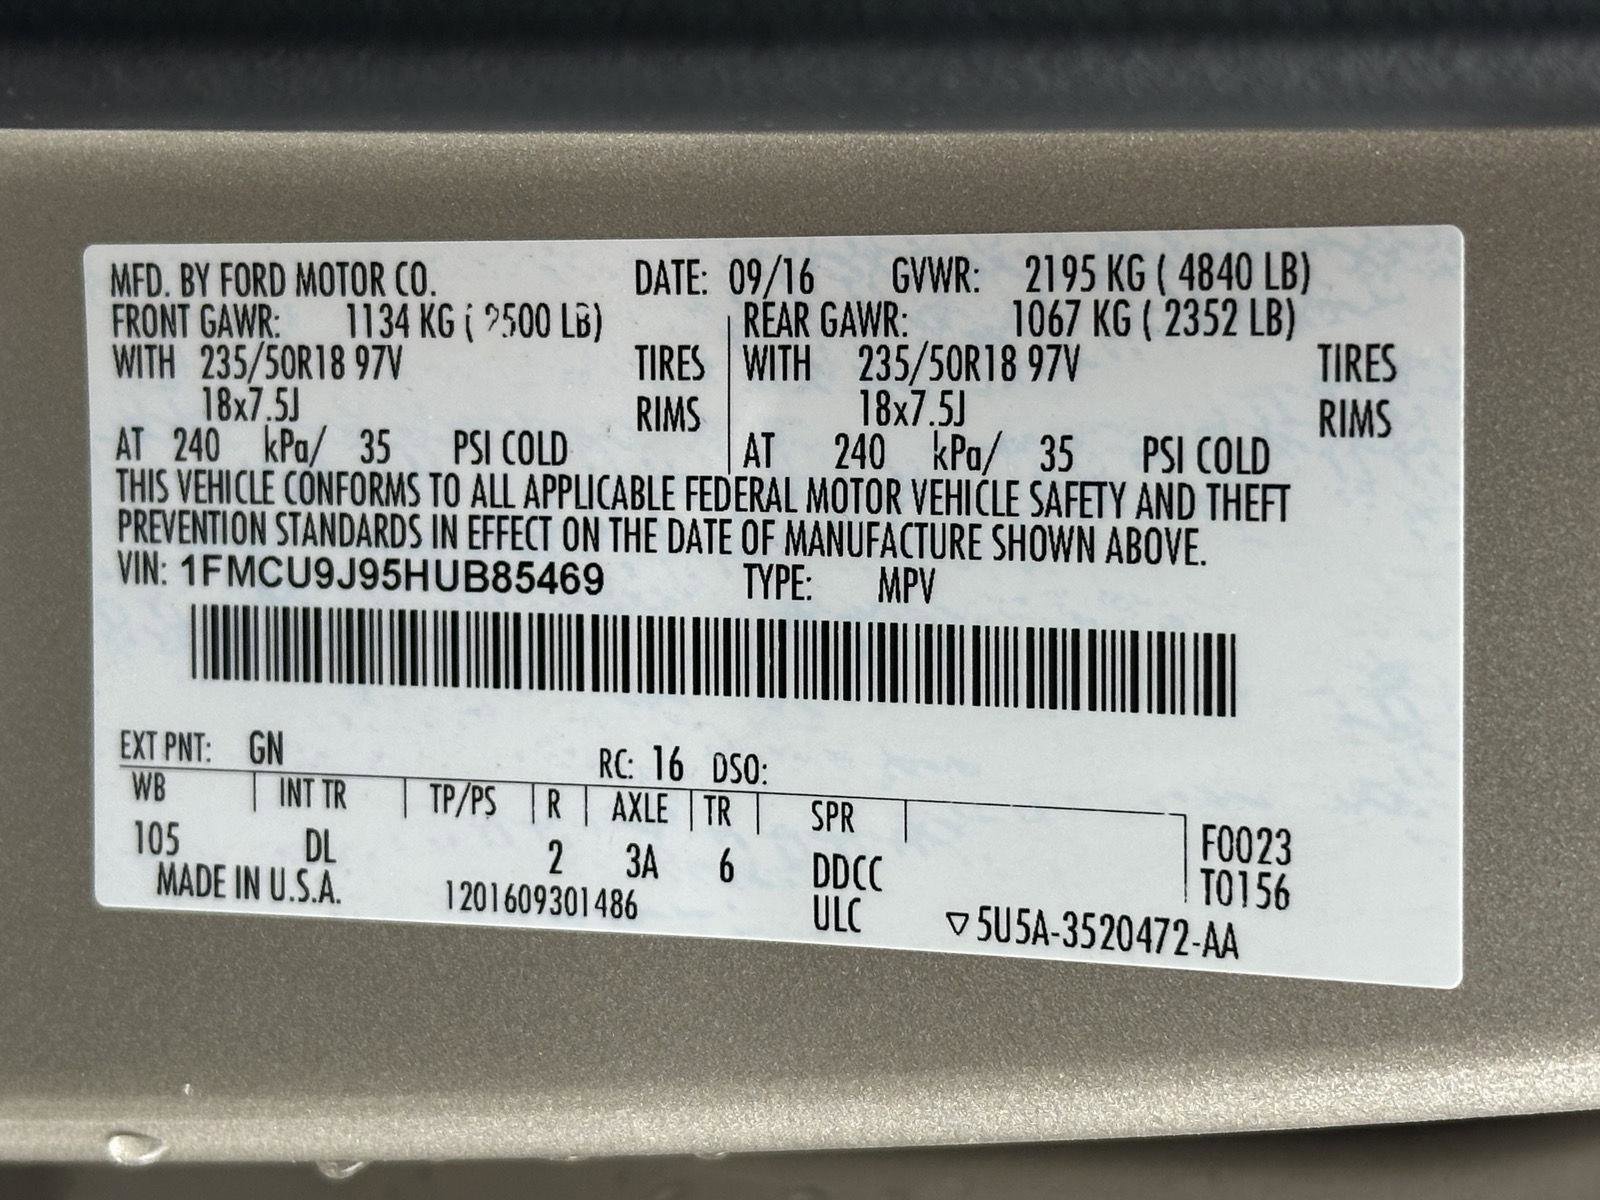 MFD. BY FORD MOTOR CO. DATE: 09/16 GVWR: 2195 KG ( 4840 LB)
FRONT GAWR: 1134 KG ( 2500 LB) REAR GAWR: 1067 KG ( 2352 LB)
WITH 235/50R18 97V TIRES WITH 235/50R18 97V TIRES
18x7.5J RIMS 18x7.5J RIMS
AT 240 kPa/ 35 PSI COLD AT 240 kPa/ 35 PSI COLD
THIS VEHICLE CONFORMS TO ALL APPLICABLE FEDERAL MOTOR VEHICLE SAFETY AND THEFT
PREVENTION STANDARDS IN EFFECT ON THE DATE OF MANUFACTURE SHOWN ABOVE.
VIN: 1FMCU9J95HUB85469 TYPE: MPV
EXT PNT: GN RC: 16 DSO:
WB INT TR TP/PS R AXLE TR SPR F0023
105 DL 2 3A 6 DDCC T0156
MADE IN U.S.A. 1201609301486 ULC ▽5U5A-3520472-AA